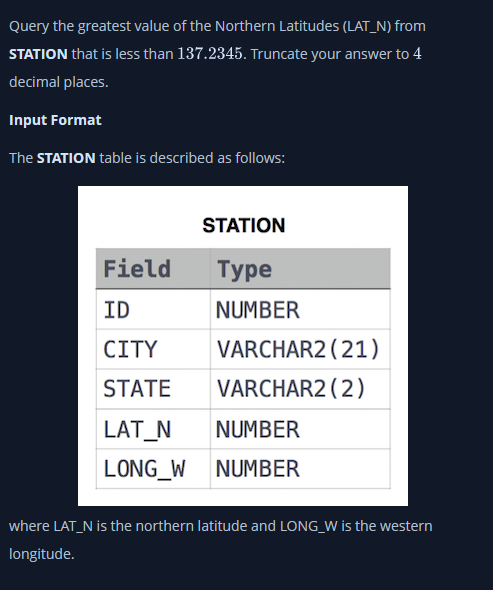 Query the greatest value of the Northern Latitudes (LAT_N) from
STATION that is less than 137.2345. Truncate your answer to 4
decimal places.
Input Format
The STATION table is described as follows:
STATION
Field Type
ID NUMBER
CITY VARCHAR2(21)
STATE VARCHAR2(2)
LAT_N NUMBER
LONG_W NUMBER
where LAT_N is the northern latitude and LONG_W is the western
longitude.